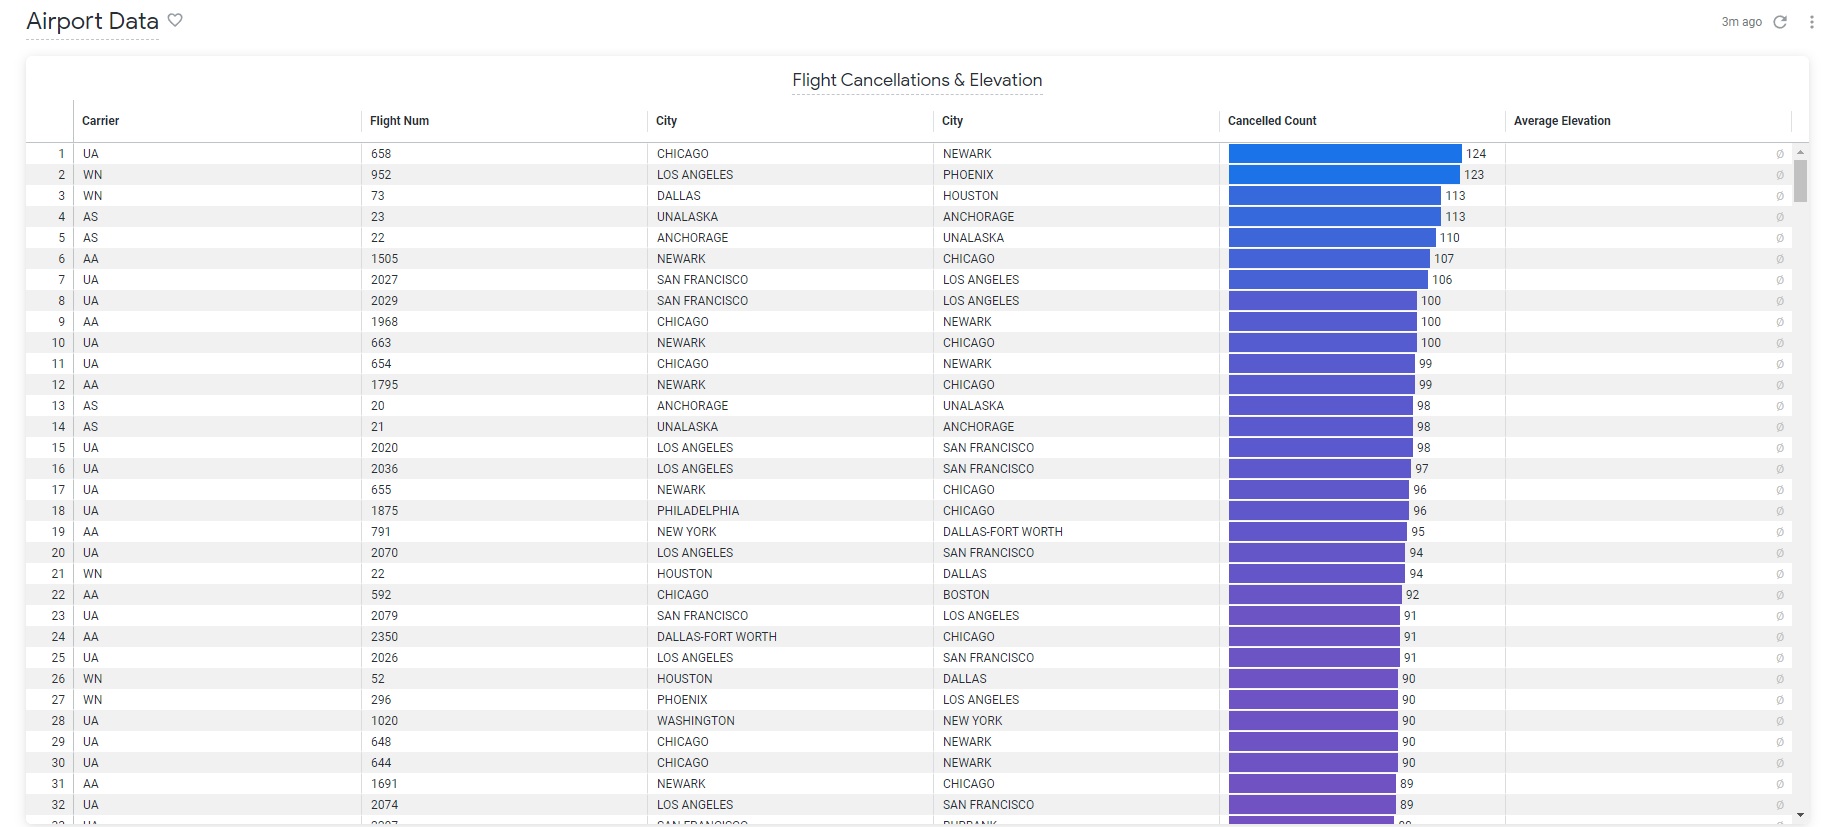 Airport Data
3m ago
Flight Cancellations & Elevation
Carrier Flight Num City City Cancelled Count Average Elevation
1 UA 658 CHICAGO NEWARK 124 Ø
2 WN 952 LOS ANGELES PHOENIX 123 Ø
3 WN 73 DALLAS HOUSTON 113 Ø
4 AS 23 UNALASKA ANCHORAGE 113 Ø
5 AS 22 ANCHORAGE UNALASKA 110 Ø
6 AA 1505 NEWARK CHICAGO 107 Ø
7 UA 2027 SAN FRANCISCO LOS ANGELES 106 Ø
8 UA 2029 SAN FRANCISCO LOS ANGELES 100 Ø
9 AA 1968 CHICAGO NEWARK 100 Ø
10 UA 663 NEWARK CHICAGO 100 Ø
11 UA 654 CHICAGO NEWARK 99 Ø
12 AA 1795 NEWARK CHICAGO 99 Ø
13 AS 20 ANCHORAGE UNALASKA 98 Ø
14 AS 21 UNALASKA ANCHORAGE 98 Ø
15 UA 2020 LOS ANGELES SAN FRANCISCO 98 Ø
16 UA 2036 LOS ANGELES SAN FRANCISCO 97 Ø
17 UA 655 NEWARK CHICAGO 96 Ø
18 UA 1875 PHILADELPHIA CHICAGO 96 Ø
19 AA 791 NEW YORK DALLAS-FORT WORTH 95 Ø
20 UA 2070 LOS ANGELES SAN FRANCISCO 94 Ø
21 WN 22 HOUSTON DALLAS 94 Ø
22 AA 592 CHICAGO BOSTON 92 Ø
23 UA 2079 SAN FRANCISCO LOS ANGELES 91 Ø
24 AA 2350 DALLAS-FORT WORTH CHICAGO 91 Ø
25 UA 2026 LOS ANGELES SAN FRANCISCO 91 Ø
26 WN 52 HOUSTON DALLAS 90 Ø
27 WN 296 PHOENIX LOS ANGELES 90 Ø
28 UA 1020 WASHINGTON NEW YORK 90 Ø
29 UA 648 CHICAGO NEWARK 90 Ø
30 UA 644 CHICAGO NEWARK 90 Ø
31 AA 1691 NEWARK CHICAGO 89 Ø
32 UA 2074 LOS ANGELES SAN FRANCISCO 89 Ø